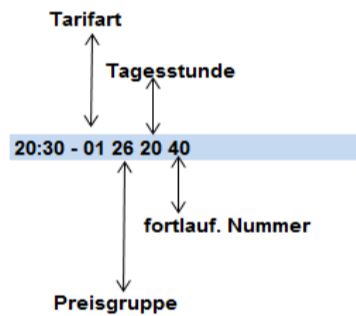 Tarifart
Tagesstunde
20:30 - 01 26 20 40
fortlauf. Nummer
Preisgruppe